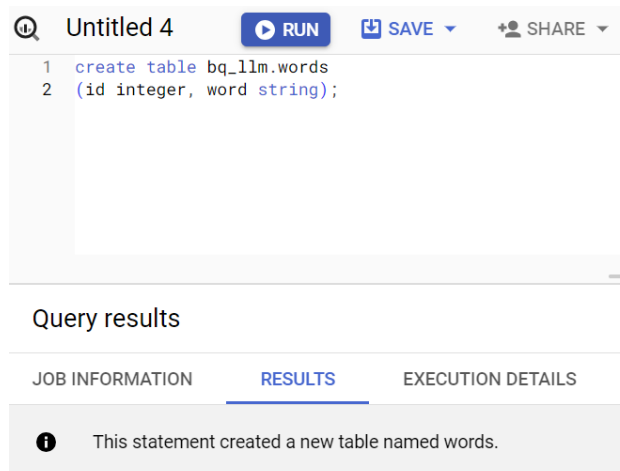 Untitled 4 RUN SAVE SHARE
1 create table bq_llm.words
2 (id integer, word string);
Query results
JOB INFORMATION RESULTS EXECUTION DETAILS
This statement created a new table named words.